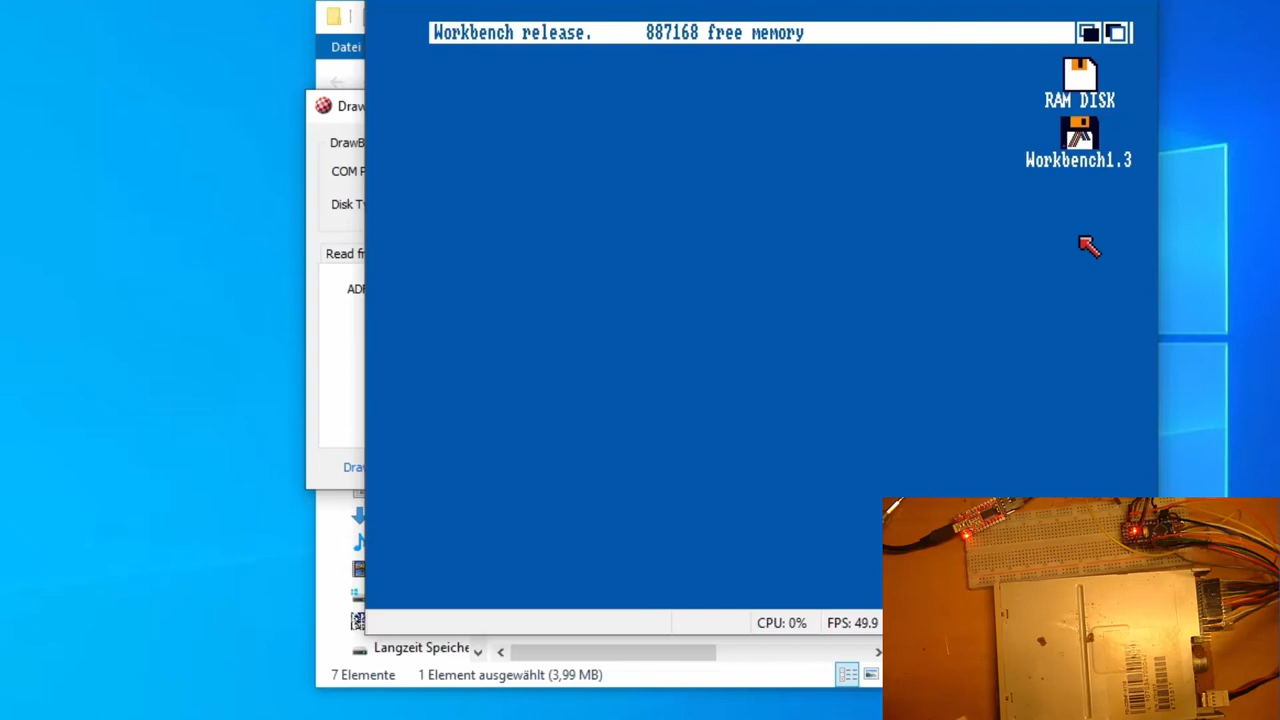 Workbench release. 887168 free memory
RAM DISK
Workbench1.3
Datei
Draw
DrawB
COM P
Disk T
Read fr
ADF
Draw
Langzeit Speiche
7 Elemente 1 Element ausgewählt (3,99 MB)
CPU: 0% FPS: 49.9